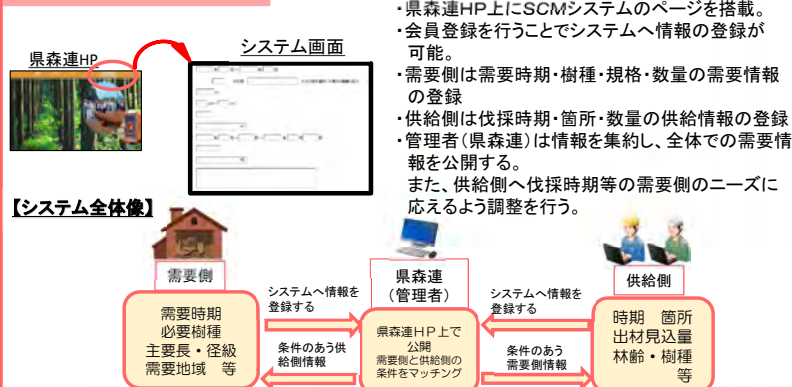 県森連HP
システム画面
・県森連HP上にSCMシステムのページを搭載。
・会員登録を行うことでシステムへ情報の登録が
可能。
・需要側は需要時期・樹種・規格・数量の需要情報
の登録
・供給側は伐採時期・箇所・数量の供給情報の登録
・管理者(県森連)は情報を集約し、全体での需要情
報を公開する。
また、供給側へ伐採時期等の需要側のニーズに
応えるよう調整を行う。
【システム全体像】
需要側
需要時期
必要樹種
主要長・径級
需要地域 等
システムへ情報を
登録する
条件のあう供
給側情報
県森連
(管理者)
県森連HP上で
公開
需要側と供給側の
条件をマッチング
システムへ情報を
登録する
条件のあう
需要側情報
供給側
時期 箇所
出材見込量
林齢・樹種
等